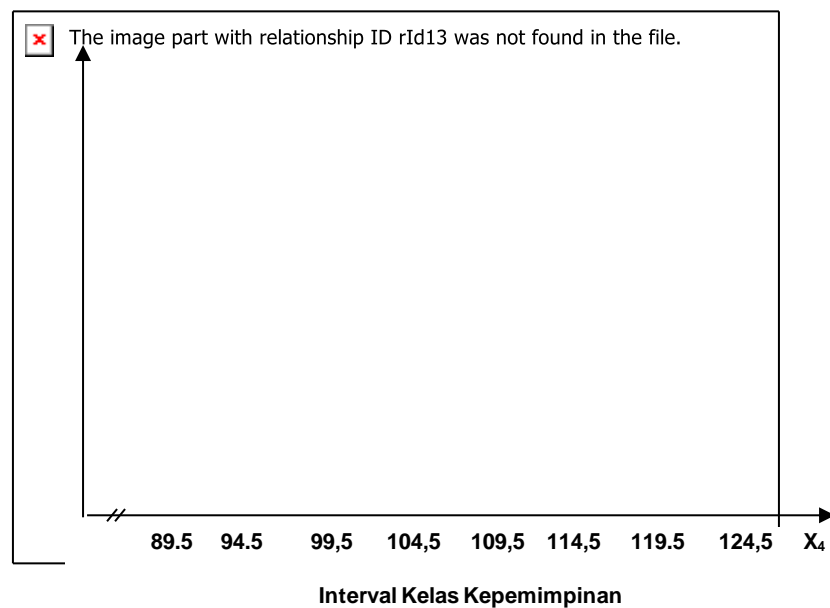 The image part with relationship ID rId13 was not found in the file.
89.5 94.5 99,5 104,5 109,5 114,5 119.5 124,5 X₄
Interval Kelas Kepemimpinan